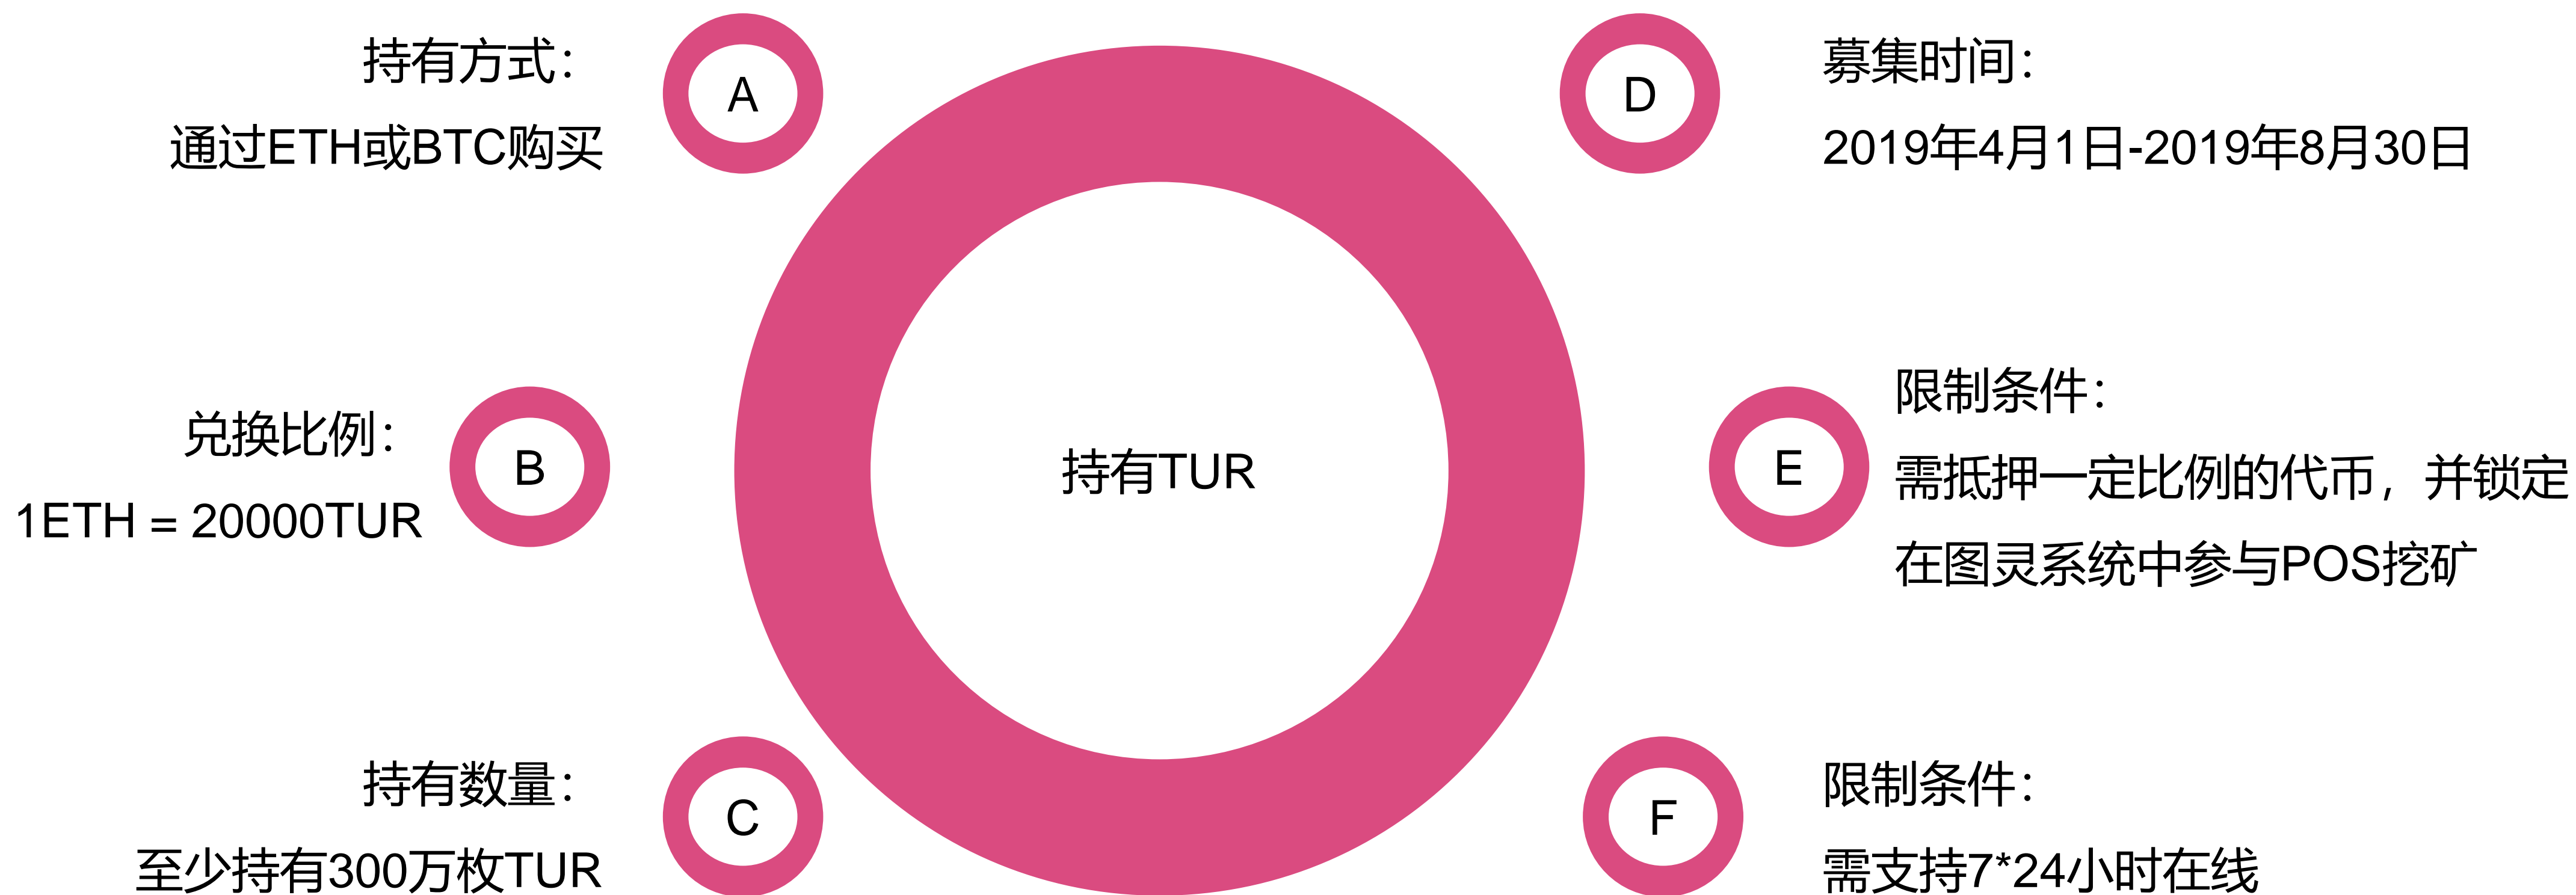 持有方式：
通过ETH或BTC购买
A
兑换比例：
1ETH = 20000TUR
B
持有数量：
至少持有300万枚TUR
C
持有TUR
D
募集时间：
2019年4月1日-2019年8月30日
E
限制条件：
需抵押一定比例的代币，并锁定
在图灵系统中参与POS挖矿
F
限制条件：
需支持7*24小时在线